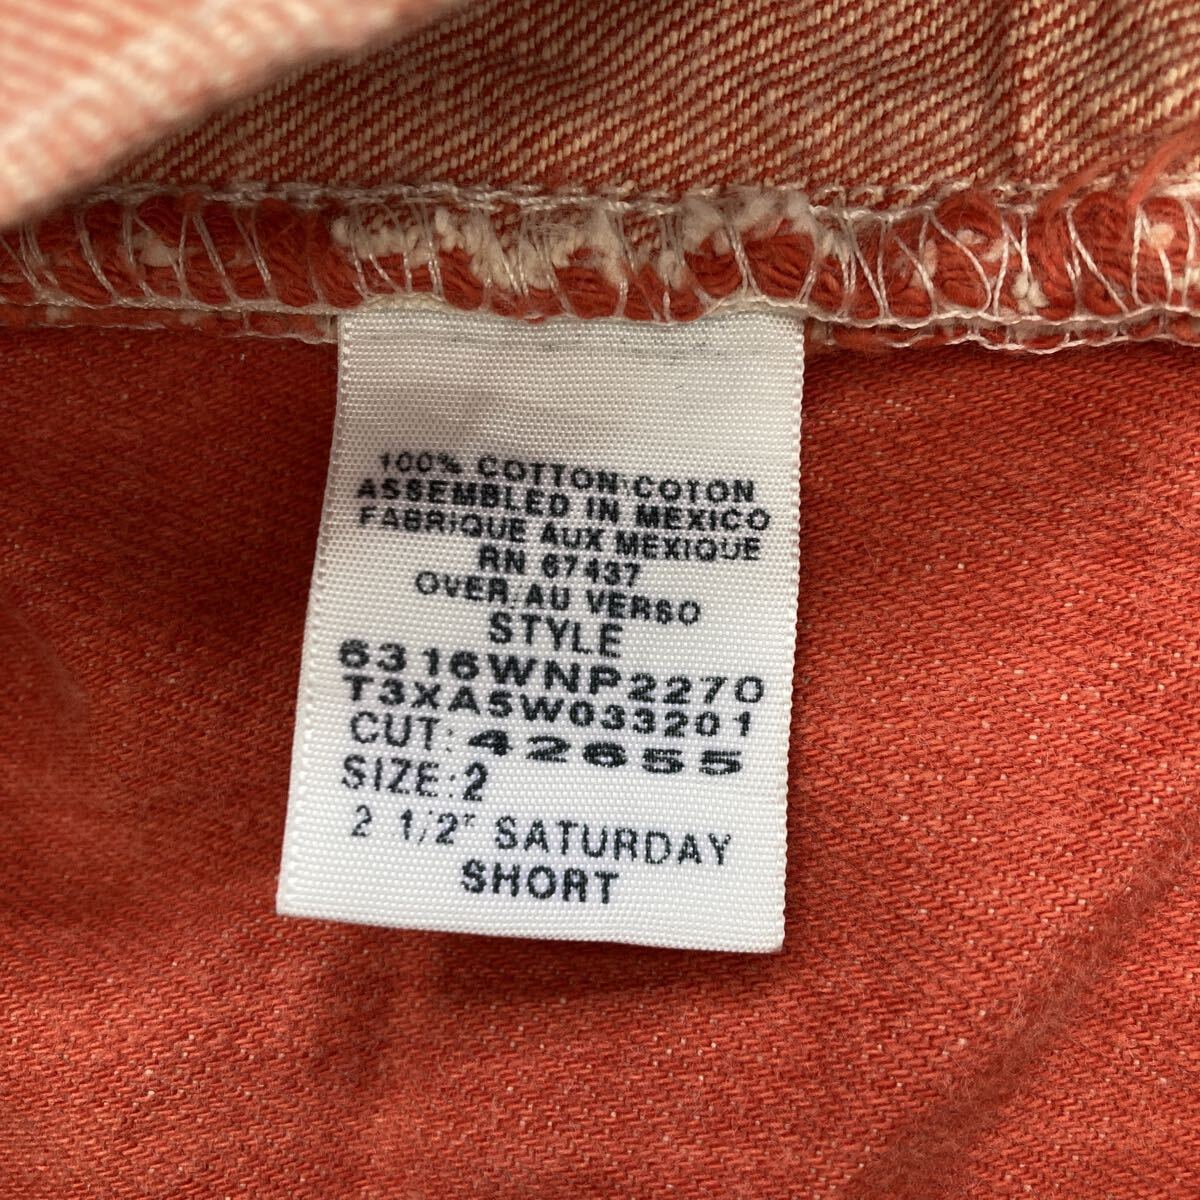 100% COTTON\COTON
ASSEMBLED IN MEXICO
FABRIQUE AUX MEXIQUE
RN 67437
OVER/AU VERSO
STYLE
6316WNP2270
T3XA5W033201
CUT: 42655
SIZE: 2
2 1/2" SATURDAY
SHORT